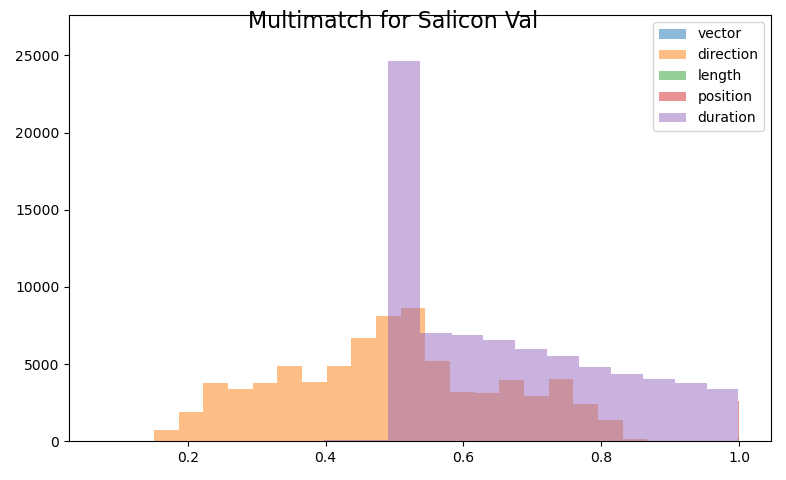 Multimatch for Salicon Val
vector
direction
length
position
duration
25000
20000
15000
10000
5000
0
0.2 0.4 0.6 0.8 1.0